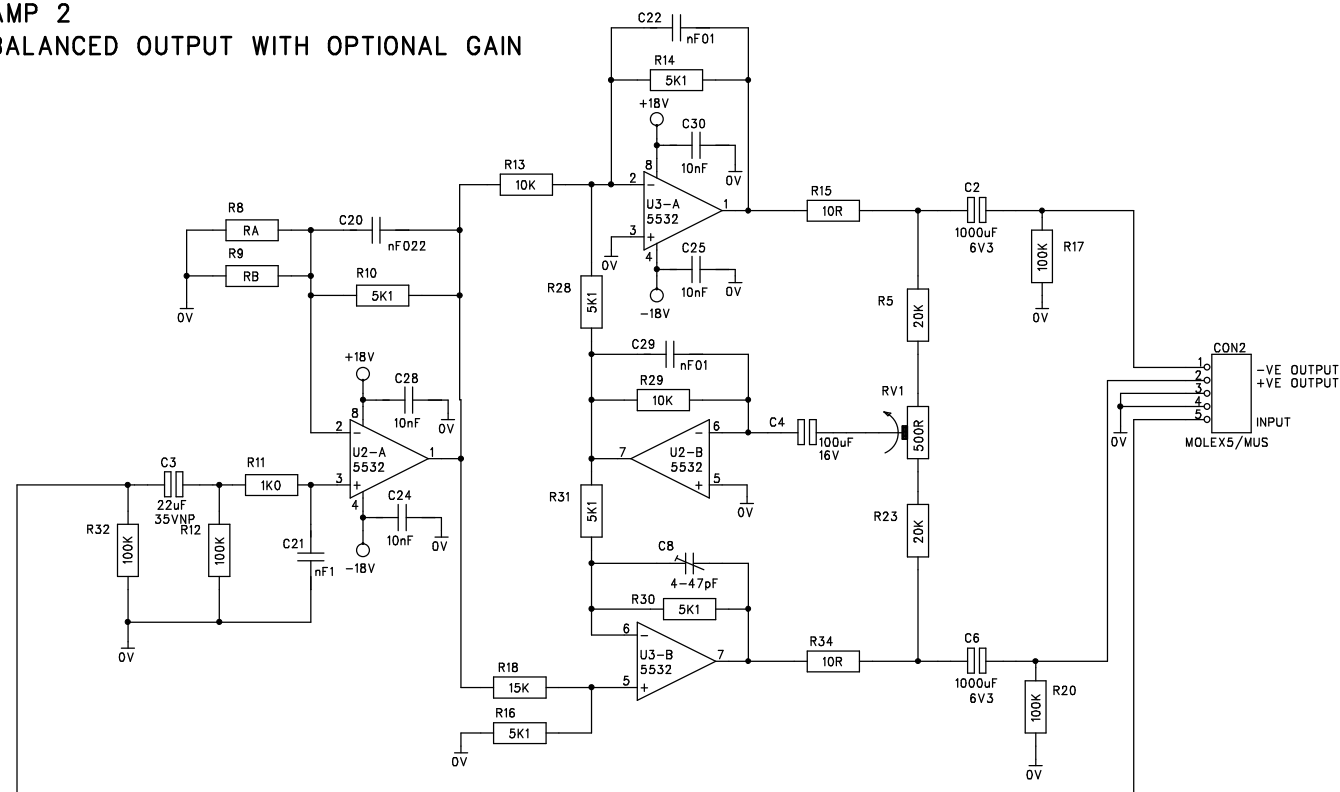 AMP 2
BALANCED OUTPUT WITH OPTIONAL GAIN
C22
nF01
R14
5K1
+18V
C30
10nF
0V
8
2
−
U3-A
5532
1
3
+
0V
4
C25
10nF
0V
-18V
R13
10K
R15
10R
C2
1000uF
6V3
100K
R17
0V
R8
RA
R9
RB
0V
C20
nF022
R10
5K1
R28
5K1
R5
20K
C29
nF01
R29
10K
RV1
500R
C4
100uF
16V
6
−
U2-B
5532
7
5
+
0V
CON2
1
2
3
4
5
-VE OUTPUT
+VE OUTPUT
INPUT
MOLEX5/MUS
0V
+18V
C28
10nF
0V
8
2
−
U2-A
5532
1
3
+
4
C24
10nF
0V
-18V
C3
22uF
35VNP
R11
1K0
R32
100K
R12
100K
C21
nF1
0V
R31
5K1
R23
20K
C8
4-47pF
R30
5K1
6
−
U3-B
5532
7
5
+
R34
10R
C6
1000uF
6V3
100K
R20
0V
R18
15K
R16
5K1
0V